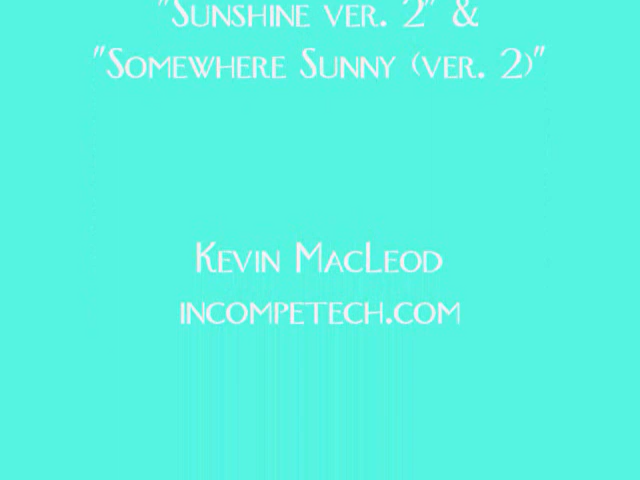 "Sunshine ver. 2" &
"Somewhere Sunny (ver. 2)"
Kevin MacLeod
incompetech.com